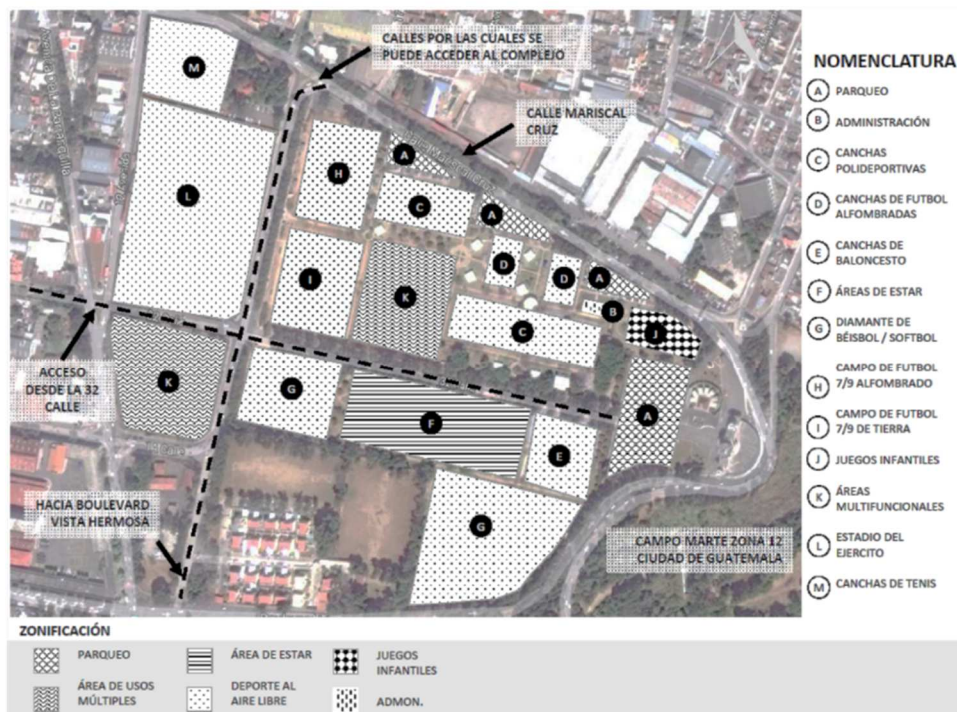 CALLES POR LAS CUALES SE
PUEDE ACCEDER AL COMPLEJO
CALLE MARISCAL
CRUZ
M
L
H
A
C
A
D
D
A
B
I
K
C
J
K
G
F
E
A
G
ACCESO
DESDE LA 32
CALLE
HACIA BOULEVARD
VISTA HERMOSA
CAMPO MARTE ZONA 12
CIUDAD DE GUATEMALA
NOMENCLATURA
A PARQUEO
B ADMINISTRACIÓN
C CANCHAS
POLIDEPORTIVAS
D CANCHAS DE FUTBOL
ALFOMBRADAS
E CANCHAS DE
BALONCESTO
F ÁREAS DE ESTAR
G DIAMANTE DE
BÉISBOL / SOFTBOL
H CAMPO DE FUTBOL
7/9 ALFOMBRADO
I CAMPO DE FUTBOL
7/9 DE TIERRA
J JUEGOS INFANTILES
K ÁREAS
MULTIFUNCIONALES
L ESTADIO DEL
EJERCITO
M CANCHAS DE TENIS
ZONIFICACIÓN
PARQUEO
ÁREA DE ESTAR
JUEGOS
INFANTILES
ÁREA DE USOS
MÚLTIPLES
DEPORTE AL
AIRE LIBRE
ADMON.